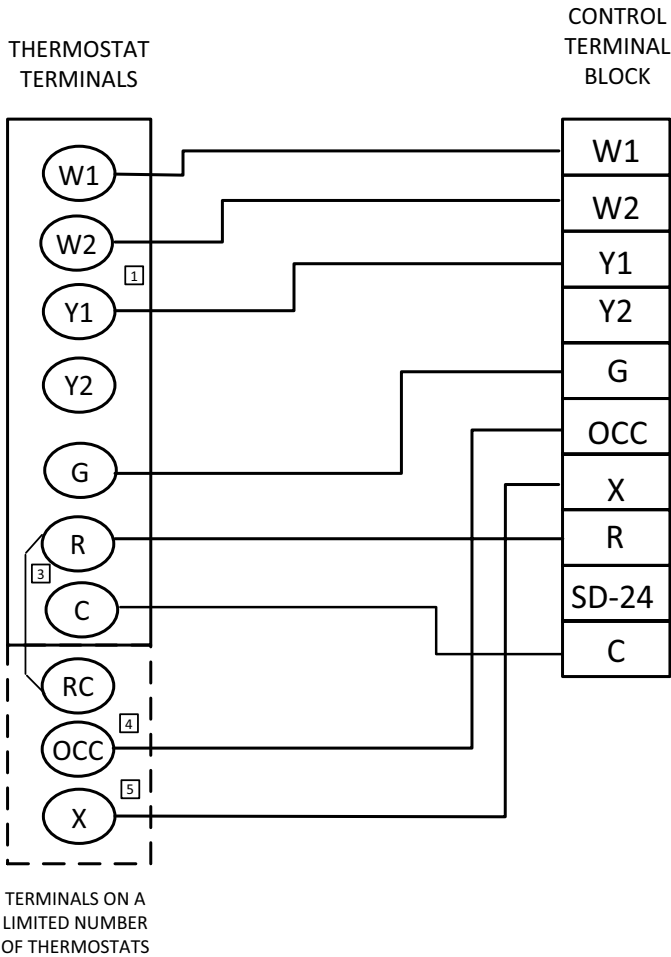 THERMOSTAT
TERMINALS
W1
W2
1
Y1
Y2
G
R
3
C
RC
4
OCC
5
X
TERMINALS ON A
LIMITED NUMBER
OF THERMOSTATS
CONTROL
TERMINAL
BLOCK
W1
W2
Y1
Y2
G
OCC
X
R
SD-24
C